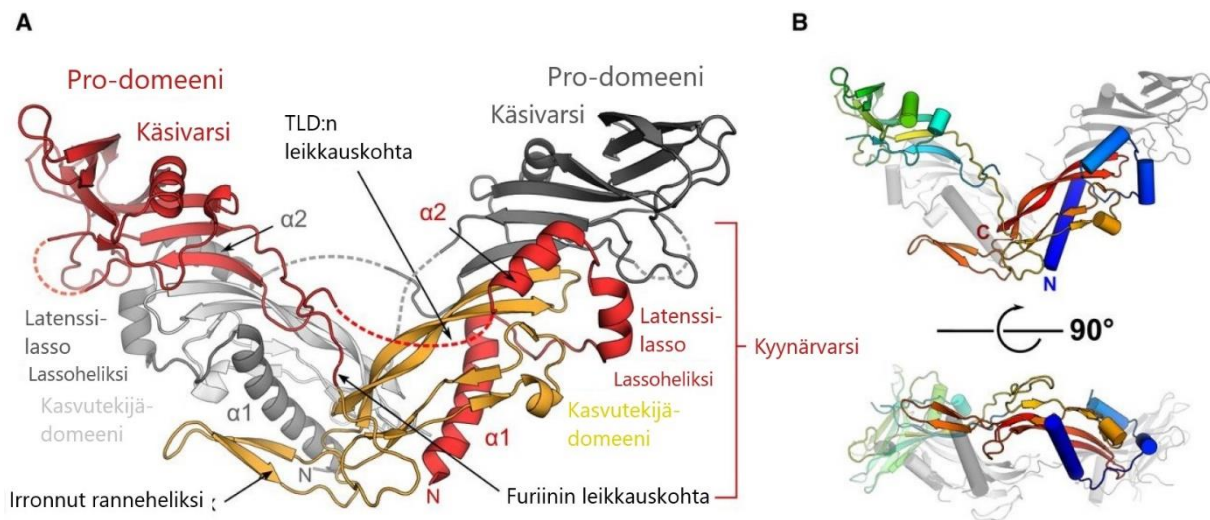 A
B
Pro-domeeni
Käsivarsi
Pro-domeeni
Käsivarsi
TLD:n
leikkauskohta
α2
α2
Latenssi-
lasso
Lassoheliksi
Kasvutekijä-
domeeni
α1
Latenssi-
lasso
Lassoheliksi
Kyynärvarsi
Kasvutekijä-
domeeni
α1
N
N
Irronnut ranneheliksi
Furiinin leikkauskohta
C
N
90°